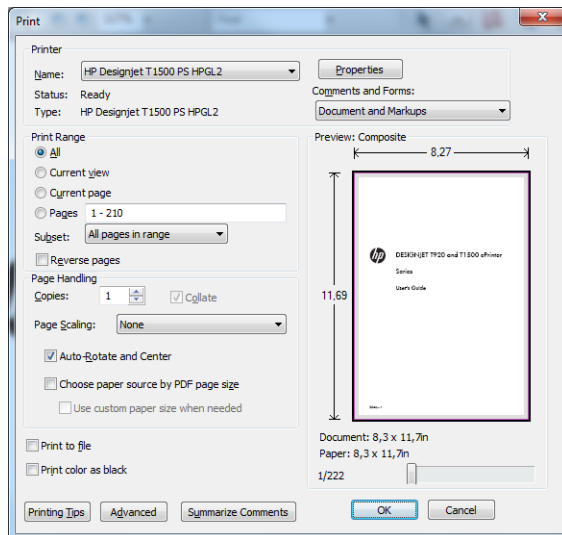 Print
Printer
Name:
HP Designjet T1500 PS HPGL2
Properties
Status:
Ready
Type:
HP Designjet T1500 PS HPGL2
Comments and Forms:
Document and Markups
Print Range
All
Current view
Current page
Pages
1 - 210
Subset:
All pages in range
Reverse pages
Page Handling
Copies:
1
Collate
Page Scaling:
None
Auto-Rotate and Center
Choose paper source by PDF page size
Use custom paper size when needed
Print to file
Print color as black
Preview: Composite
8,27
11,69
hp
DESIGNJET T920 and T1500 ePrinter
Series
User's Guide
Document: 8,3 x 11,7in
Paper: 8,3 x 11,7in
1/222
Printing Tips
Advanced
Summarize Comments
OK
Cancel